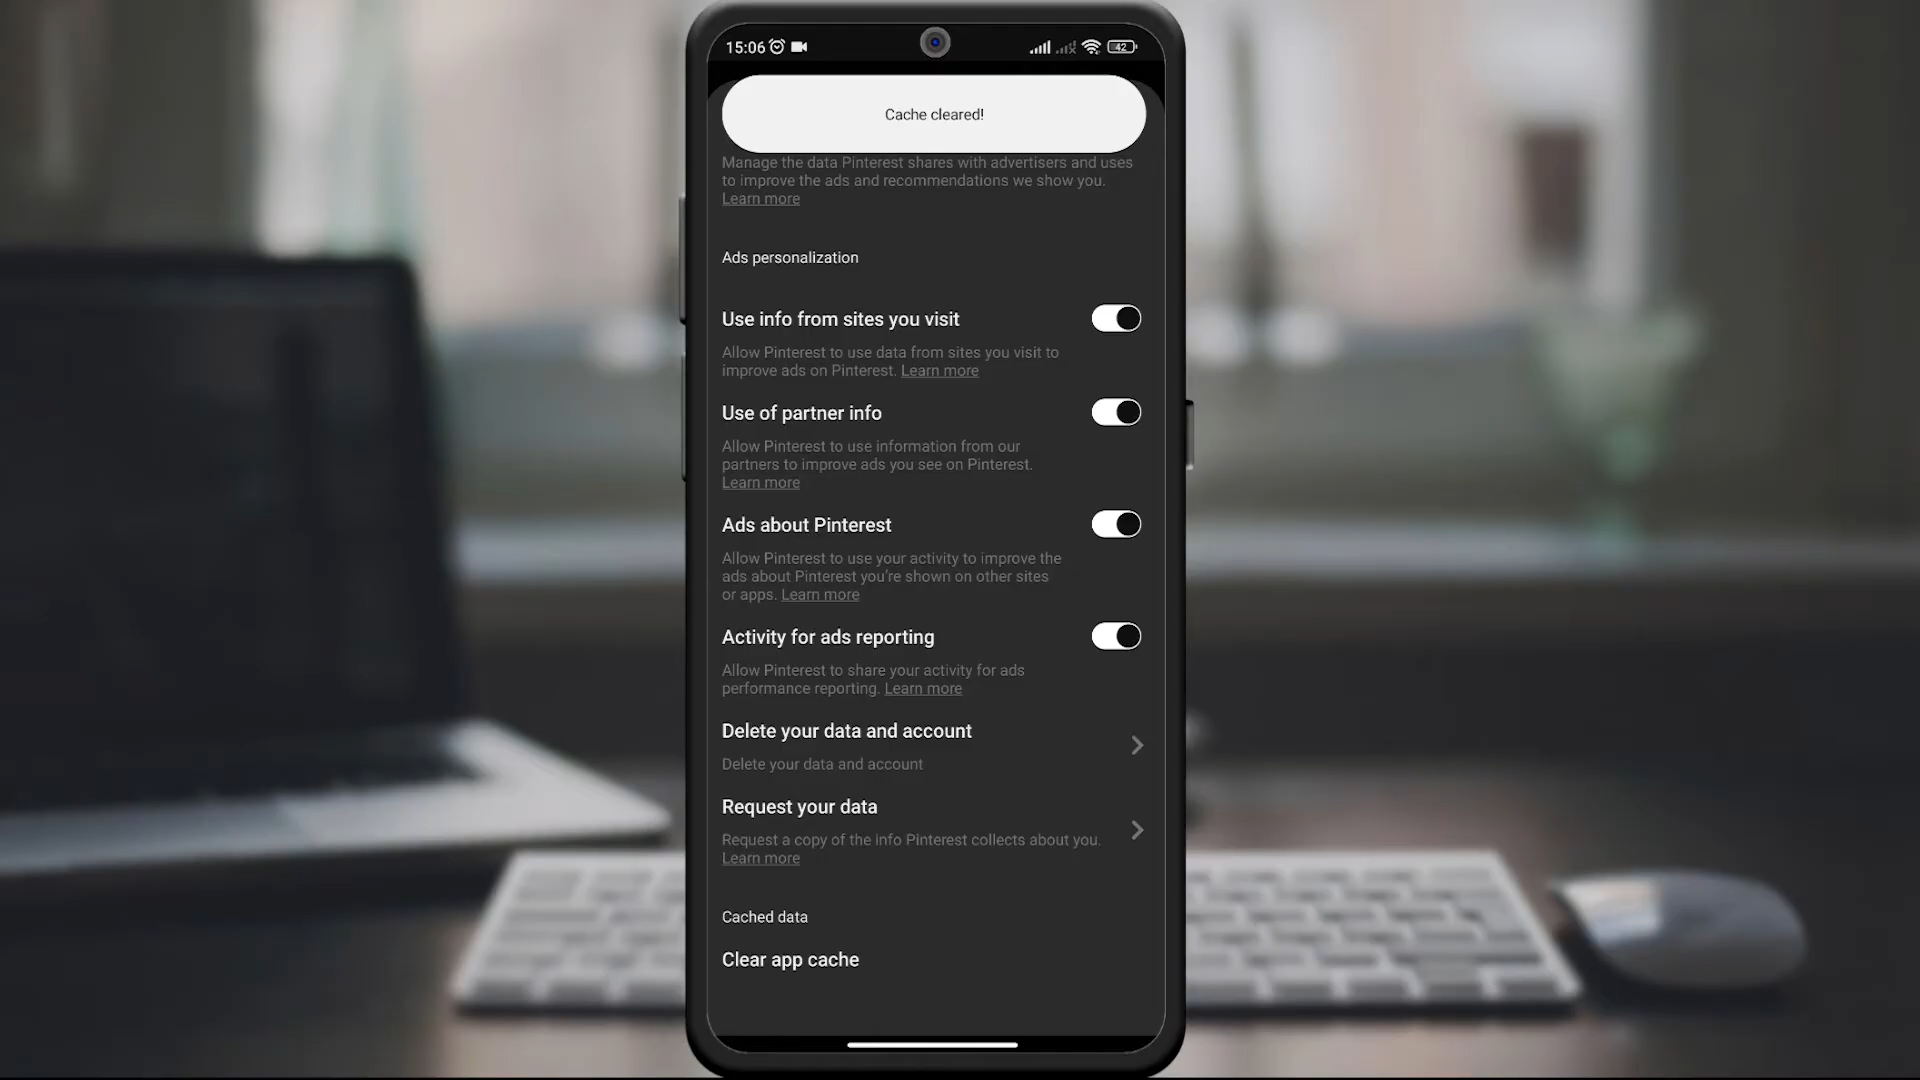 15:06
42
Cache cleared!
Manage the data Pinterest shares with advertisers and uses
to improve the ads and recommendations we show you.
Learn more
Ads personalization
Use info from sites you visit
Allow Pinterest to use data from sites you visit to
improve ads on Pinterest. Learn more
Use of partner info
Allow Pinterest to use information from our
partners to improve ads you see on Pinterest.
Learn more
Ads about Pinterest
Allow Pinterest to use your activity to improve the
ads about Pinterest you're shown on other sites
or apps. Learn more
Activity for ads reporting
Allow Pinterest to share your activity for ads
performance reporting. Learn more
Delete your data and account
Delete your data and account
Request your data
Request a copy of the info Pinterest collects about you.
Learn more
Cached data
Clear app cache